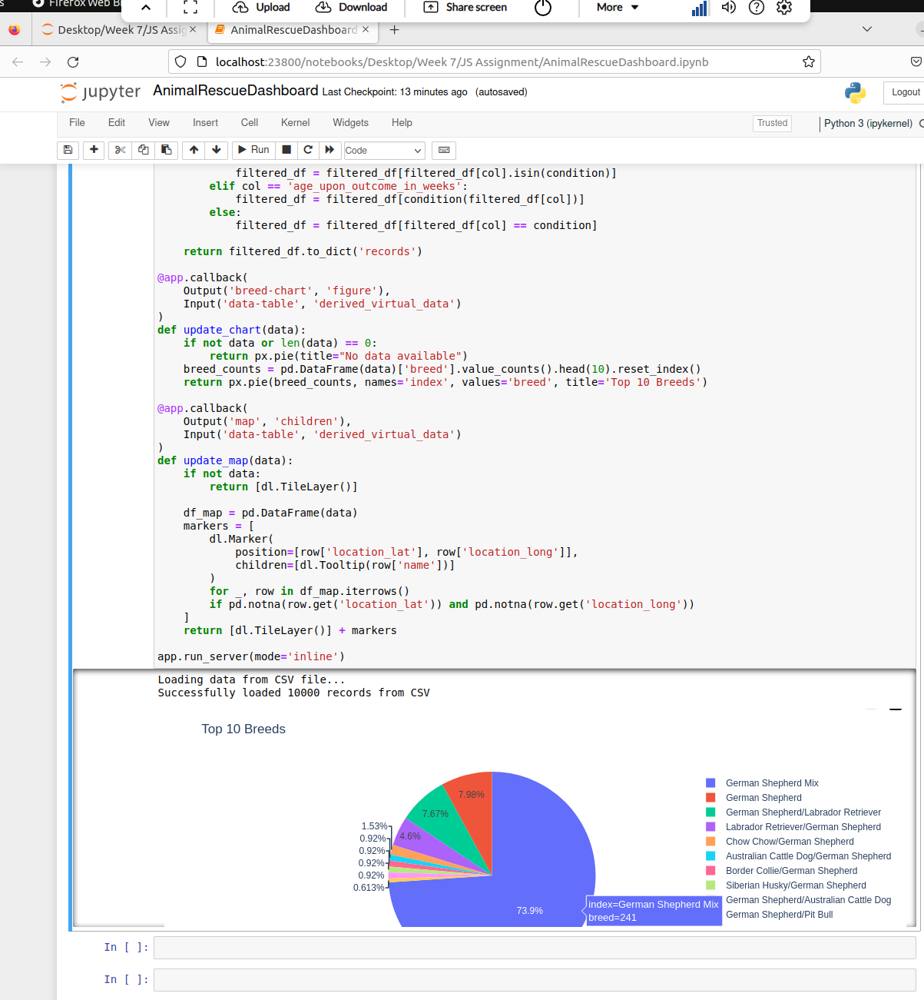 s Firefox Web B
Upload Download Share screen More
Desktop/Week 7/JS Assig × AnimalRescueDashboard × +
localhost:23800/notebooks/Desktop/Week 7/JS Assignment/AnimalRescueDashboard.ipynb
jupyter AnimalRescueDashboard Last Checkpoint: 13 minutes ago (autosaved) Logout
File Edit View Insert Cell Kernel Widgets Help Trusted Python 3 (ipykernel)
Run Code
filtered_df = filtered_df[filtered_df[col].isin(condition)]
elif col == 'age_upon_outcome_in_weeks':
filtered_df = filtered_df[condition(filtered_df[col])]
else:
filtered_df = filtered_df[filtered_df[col] == condition]
return filtered_df.to_dict('records')
@app.callback(
Output('breed-chart', 'figure'),
Input('data-table', 'derived_virtual_data')
)
def update_chart(data):
if not data or len(data) == 0:
return px.pie(title="No data available")
breed_counts = pd.DataFrame(data)['breed'].value_counts().head(10).reset_index()
return px.pie(breed_counts, names='index', values='breed', title='Top 10 Breeds')
@app.callback(
Output('map', 'children'),
Input('data-table', 'derived_virtual_data')
)
def update_map(data):
if not data:
return [dl.TileLayer()]
df_map = pd.DataFrame(data)
markers = [
dl.Marker(
position=[row['location_lat'], row['location_long']],
children=[dl.Tooltip(row['name'])]
)
for _, row in df_map.iterrows()
if pd.notna(row.get('location_lat')) and pd.notna(row.get('location_long'))
]
return [dl.TileLayer()] + markers
app.run_server(mode='inline')
Loading data from CSV file...
Successfully loaded 10000 records from CSV
Top 10 Breeds
7.98%
7.67%
4.6%
1.53%
0.92%
0.92%
0.92%
0.92%
0.613%
73.9%
index=German Shepherd Mix
breed=241
German Shepherd Mix
German Shepherd
German Shepherd/Labrador Retriever
Labrador Retriever/German Shepherd
Chow Chow/German Shepherd
Australian Cattle Dog/German Shepherd
Border Collie/German Shepherd
Siberian Husky/German Shepherd
German Shepherd/Australian Cattle Dog
German Shepherd/Pit Bull
In [ ]:
In [ ]: